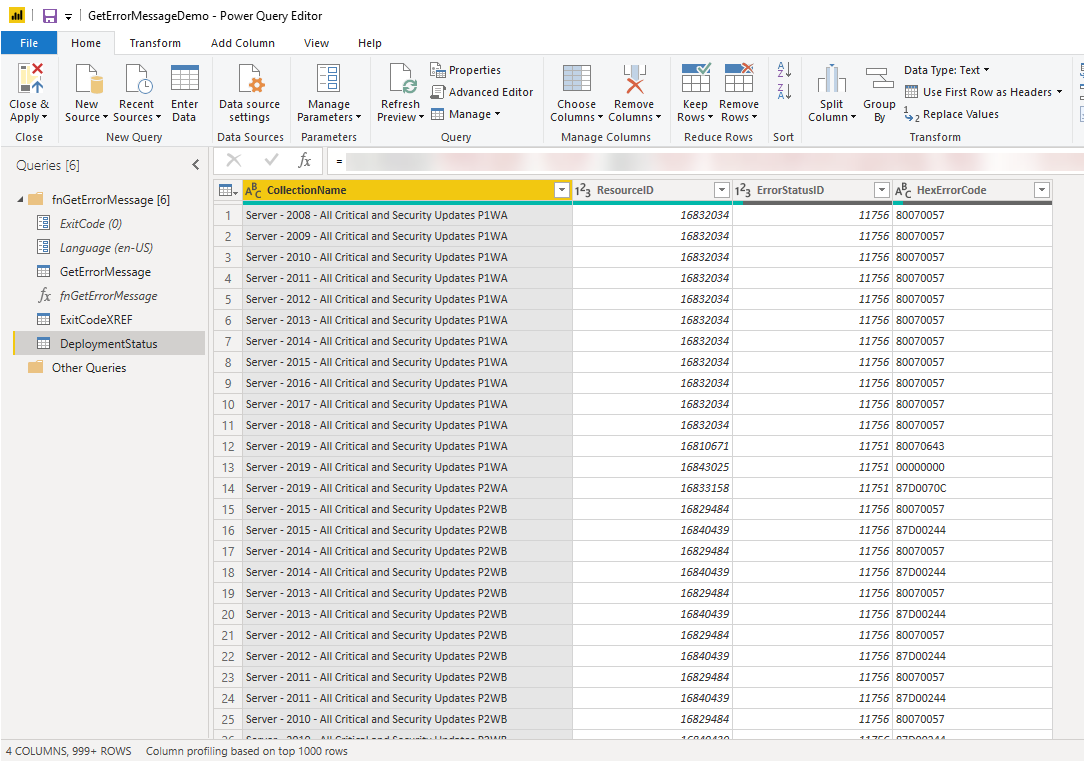 GetErrorMessageDemo - Power Query Editor
File Home Transform Add Column View Help
Close & Apply
New Source
Recent Sources
Enter Data
Data source settings
Manage Parameters
Refresh Preview
Properties
Advanced Editor
Manage
Choose Columns
Remove Columns
Keep Rows
Remove Rows
Split Column
Group By
Data Type: Text
Use First Row as Headers
Replace Values
Close New Query Data Sources Parameters Query Manage Columns Reduce Rows Sort Transform
Queries [6]
fnGetErrorMessage [6]
ExitCode (0)
Language (en-US)
GetErrorMessage
fnGetErrorMessage
ExitCodeXREF
DeploymentStatus
Other Queries
fx =
CollectionName ResourceID ErrorStatusID HexErrorCode
1 Server - 2008 - All Critical and Security Updates P1WA 16832034 11756 80070057
2 Server - 2009 - All Critical and Security Updates P1WA 16832034 11756 80070057
3 Server - 2010 - All Critical and Security Updates P1WA 16832034 11756 80070057
4 Server - 2011 - All Critical and Security Updates P1WA 16832034 11756 80070057
5 Server - 2012 - All Critical and Security Updates P1WA 16832034 11756 80070057
6 Server - 2013 - All Critical and Security Updates P1WA 16832034 11756 80070057
7 Server - 2014 - All Critical and Security Updates P1WA 16832034 11756 80070057
8 Server - 2015 - All Critical and Security Updates P1WA 16832034 11756 80070057
9 Server - 2016 - All Critical and Security Updates P1WA 16832034 11756 80070057
10 Server - 2017 - All Critical and Security Updates P1WA 16832034 11756 80070057
11 Server - 2018 - All Critical and Security Updates P1WA 16832034 11756 80070057
12 Server - 2019 - All Critical and Security Updates P1WA 16810671 11751 80070643
13 Server - 2019 - All Critical and Security Updates P1WA 16843025 11751 00000000
14 Server - 2019 - All Critical and Security Updates P2WA 16833158 11751 87D0070C
15 Server - 2015 - All Critical and Security Updates P2WB 16829484 11756 80070057
16 Server - 2015 - All Critical and Security Updates P2WB 16840439 11756 87D00244
17 Server - 2014 - All Critical and Security Updates P2WB 16829484 11756 80070057
18 Server - 2014 - All Critical and Security Updates P2WB 16840439 11756 87D00244
19 Server - 2013 - All Critical and Security Updates P2WB 16829484 11756 80070057
20 Server - 2013 - All Critical and Security Updates P2WB 16840439 11756 87D00244
21 Server - 2012 - All Critical and Security Updates P2WB 16829484 11756 80070057
22 Server - 2012 - All Critical and Security Updates P2WB 16840439 11756 87D00244
23 Server - 2011 - All Critical and Security Updates P2WB 16829484 11756 80070057
24 Server - 2011 - All Critical and Security Updates P2WB 16840439 11756 87D00244
25 Server - 2010 - All Critical and Security Updates P2WB 16829484 11756 80070057
4 COLUMNS, 999+ ROWS Column profiling based on top 1000 rows